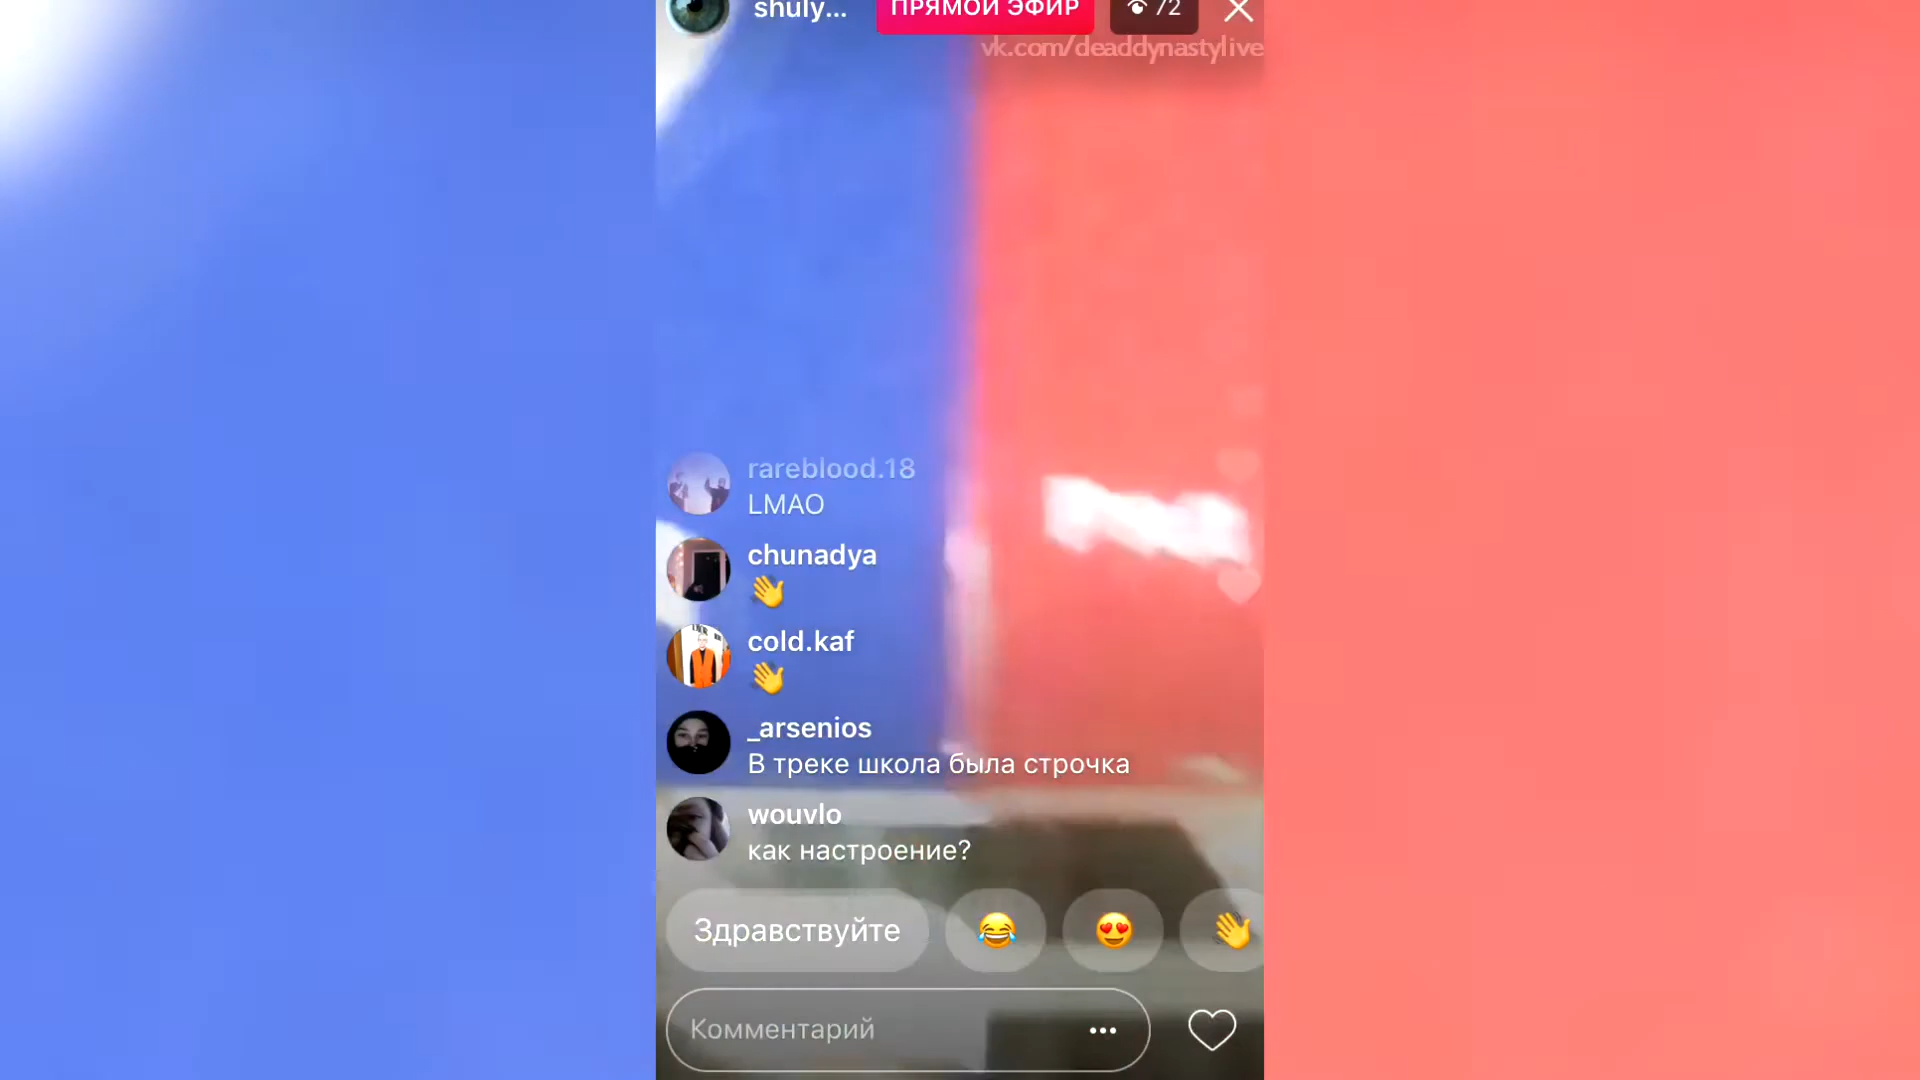 shuly...
ПРЯМОЙ ЭФИР
72
vk.com/deaddynastylive
rareblood.18
LMAO
chunadya
👋
cold.kaf
👋
_arsenios
В треке школа была строчка
wouvlo
как настроение?
Здравствуйте 😂 😍 👋
Комментарий